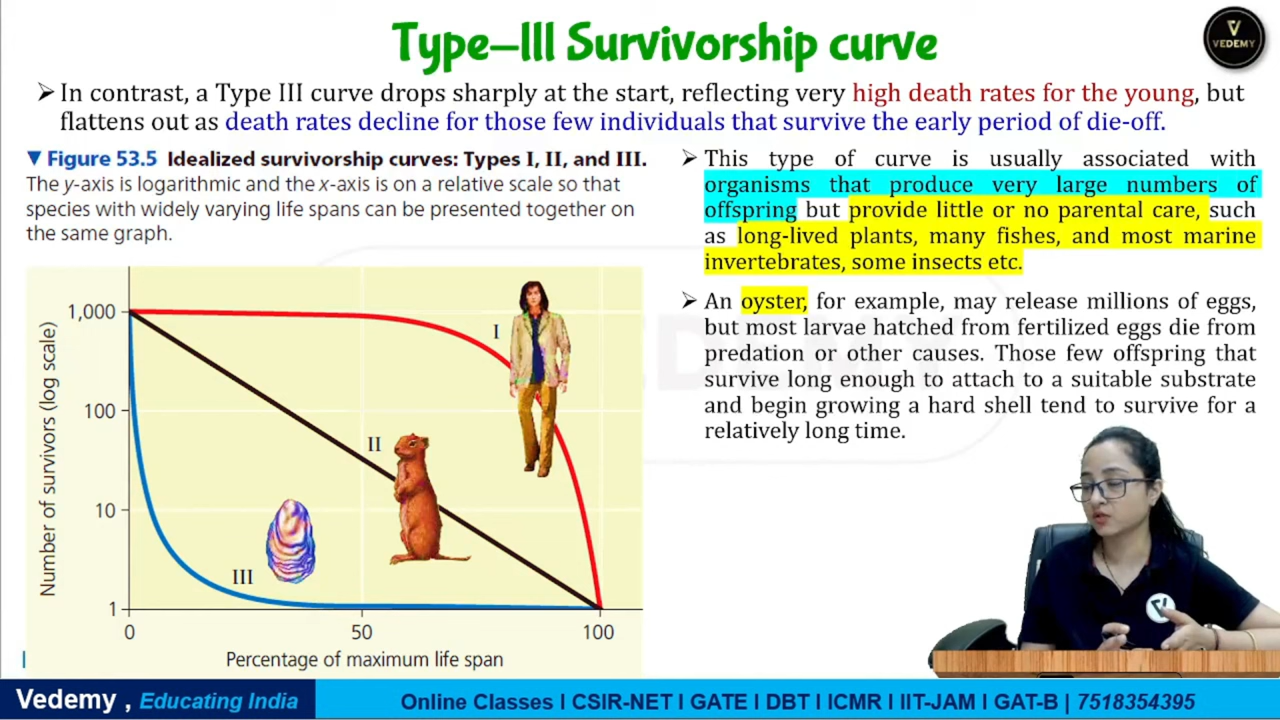 Type–III Survivorship curve
VEDEMY
➢ In contrast, a Type III curve drops sharply at the start, reflecting very high death rates for the young, but
flattens out as death rates decline for those few individuals that survive the early period of die-off.
▼ Figure 53.5 Idealized survivorship curves: Types I, II, and III.
The y-axis is logarithmic and the x-axis is on a relative scale so that
species with widely varying life spans can be presented together on
the same graph.
Number of survivors (log scale)
1,000
100
10
1
I
II
III
0
50
100
Percentage of maximum life span
➢ This type of curve is usually associated with
organisms that produce very large numbers of
offspring but provide little or no parental care, such
as long-lived plants, many fishes, and most marine
invertebrates, some insects etc.
➢ An oyster, for example, may release millions of eggs,
but most larvae hatched from fertilized eggs die from
predation or other causes. Those few offspring that
survive long enough to attach to a suitable substrate
and begin growing a hard shell tend to survive for a
relatively long time.
Vedemy , Educating India
Online Classes I CSIR-NET I GATE I DBT I ICMR I IIT-JAM I GAT-B | 7518354395